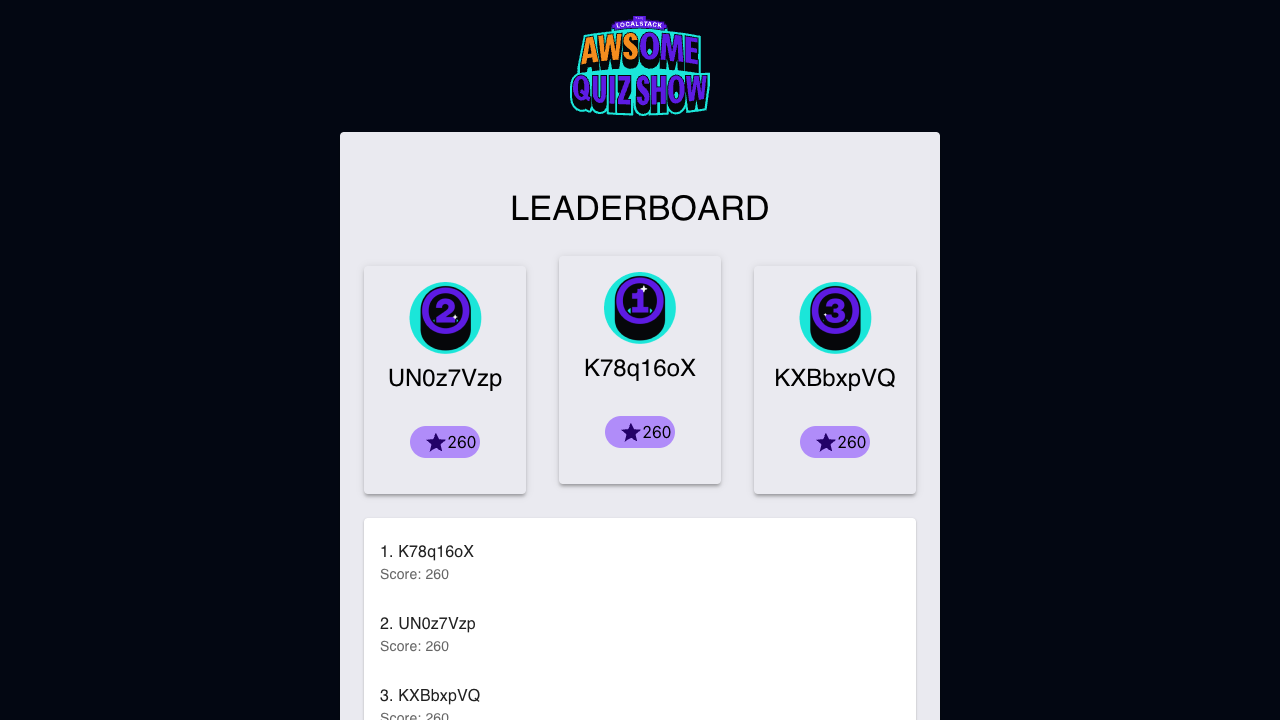 THE
LOCALSTACK
AWSOME
QUIZ SHOW
LEADERBOARD
2
UN0z7Vzp
260
1
K78q16oX
260
3
KXBbxpVQ
260
1. K78q16oX
Score: 260
2. UN0z7Vzp
Score: 260
3. KXBbxpVQ
Score: 260